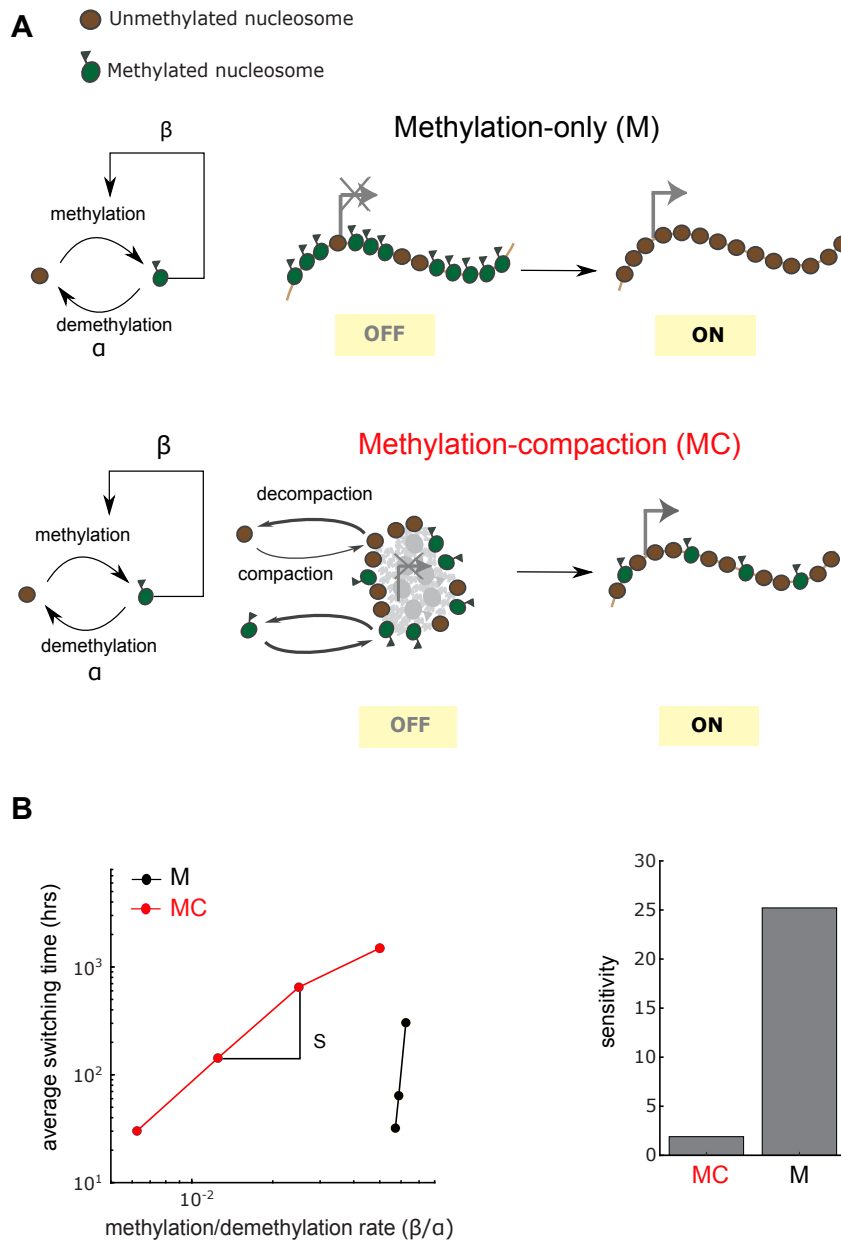 A
Unmethylated nucleosome
Methylated nucleosome
Methylation-only (M)
β
methylation
demethylation
α
OFF
ON
Methylation-compaction (MC)
β
methylation
demethylation
α
decompaction
compaction
OFF
ON
B
average switching time (hrs)
10³
10²
10¹
10⁻²
methylation/demethylation rate (β/α)
M
MC
S
sensitivity
30
25
20
15
10
5
0
MC
M